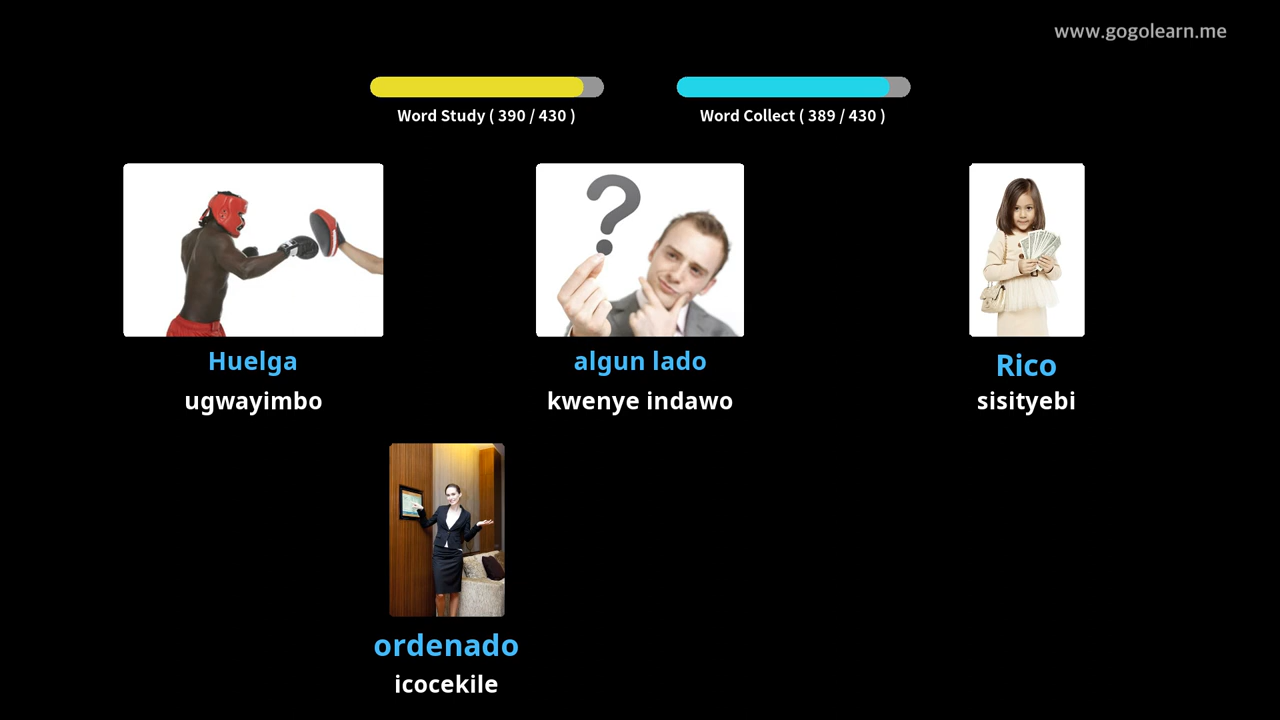 www.gogolearn.me
Word Study ( 390 / 430 )
Word Collect ( 389 / 430 )
Huelga
ugwayimbo
algun lado
kwenye indawo
Rico
sisityebi
ordenado
icocekile